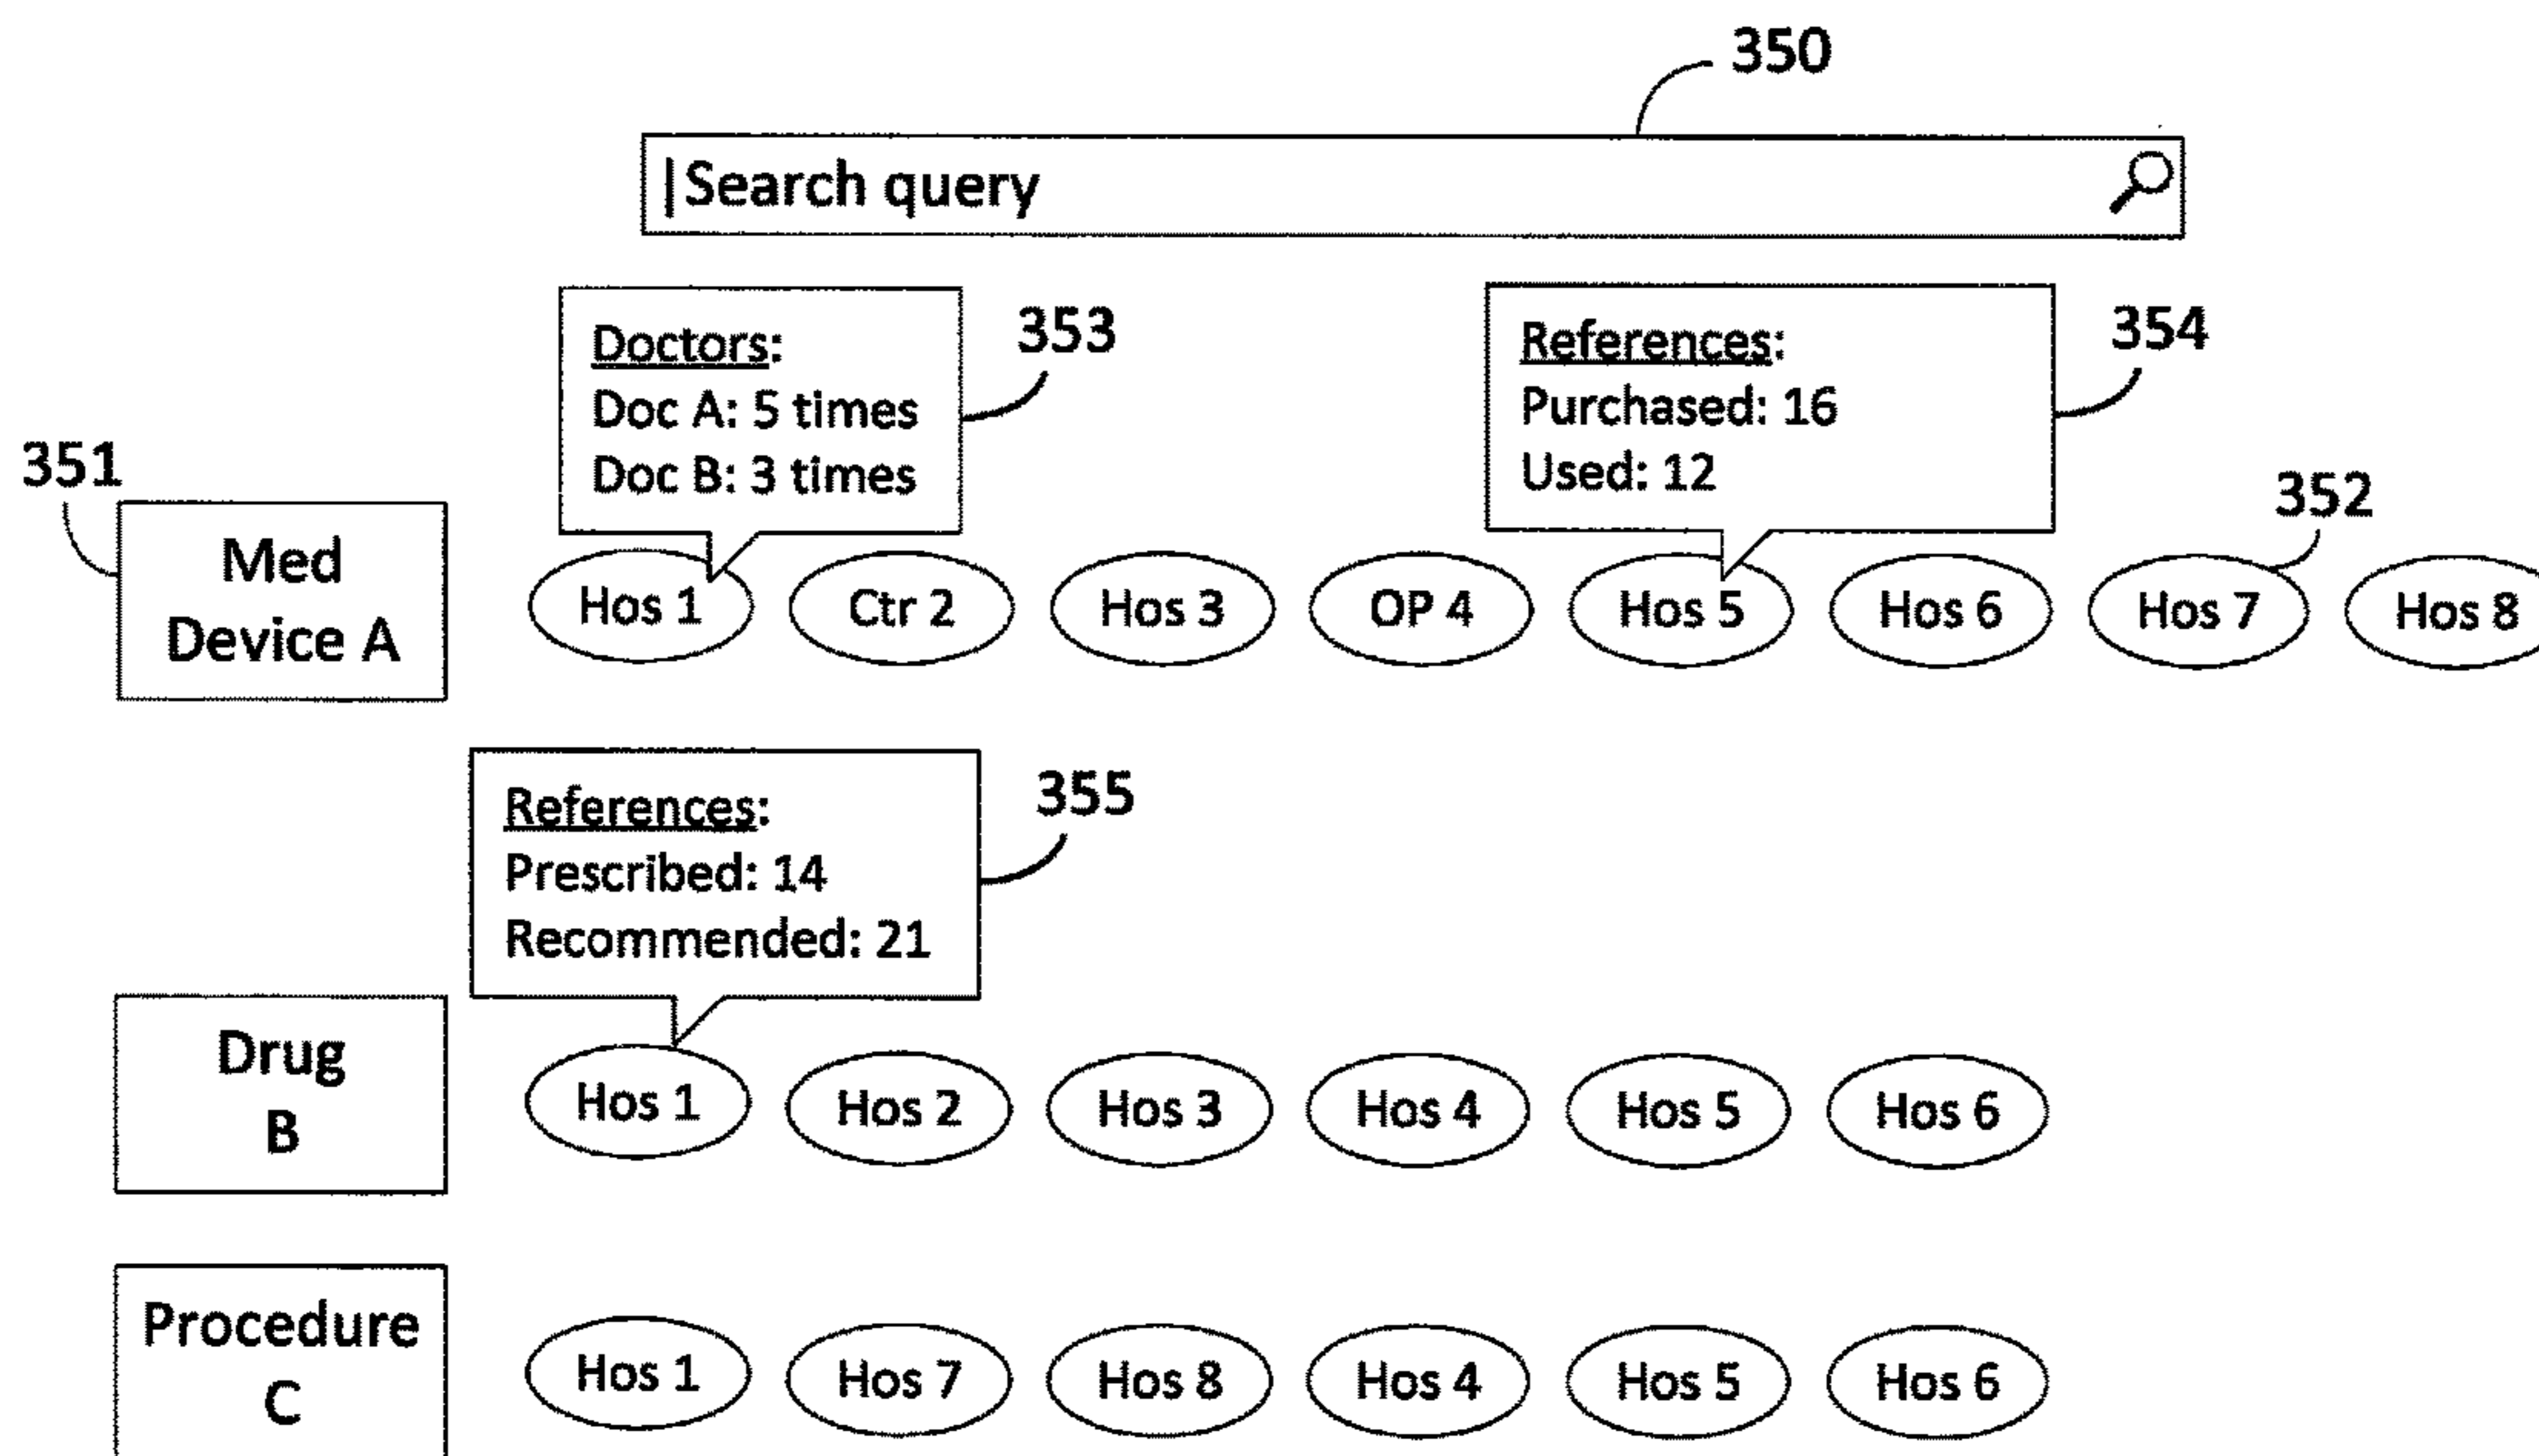 350
Search query
Doctors:
Doc A: 5 times
Doc B: 3 times
353
References:
Purchased: 16
Used: 12
354
351
352
Med
Device A
Hos 1
Ctr 2
Hos 3
OP 4
Hos 5
Hos 6
Hos 7
Hos 8
References:
Prescribed: 14
Recommended: 21
355
Drug
B
Hos 1
Hos 2
Hos 3
Hos 4
Hos 5
Hos 6
Procedure
C
Hos 1
Hos 7
Hos 8
Hos 4
Hos 5
Hos 6